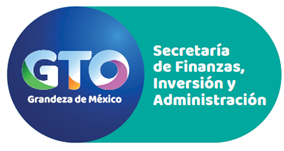 GTO
Grandeza de México
Secretaría
de Finanzas,
Inversión y
Administración